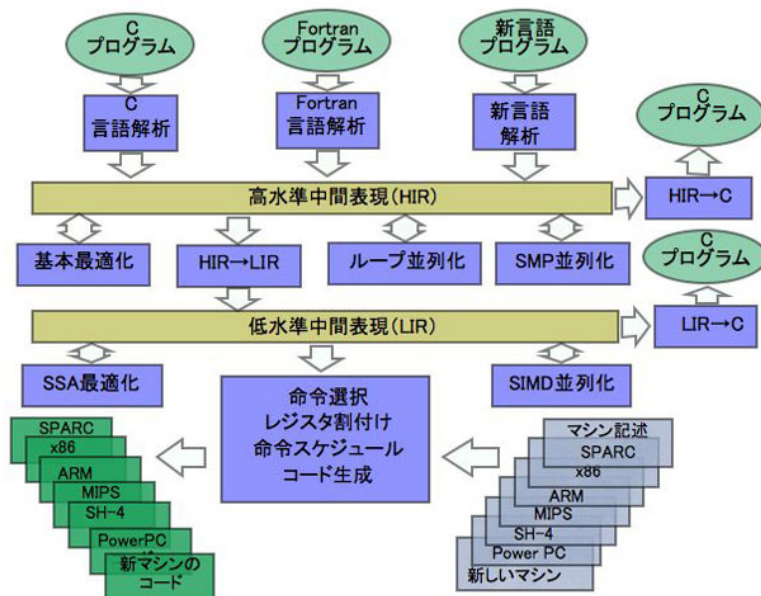 C
プログラム
Fortran
プログラム
新言語
プログラム
C
言語解析
Fortran
言語解析
新言語
解析
C
プログラム
高水準中間表現(HIR)
HIR→C
基本最適化
HIR→LIR
ループ並列化
SMP並列化
C
プログラム
低水準中間表現(LIR)
LIR→C
SSA最適化
命令選択
レジスタ割付け
命令スケジュール
コード生成
SIMD並列化
SPARC
x86
ARM
MIPS
SH-4
PowerPC
新マシンの
コード
マシン記述
SPARC
x86
ARM
MIPS
SH-4
Power PC
新しいマシン